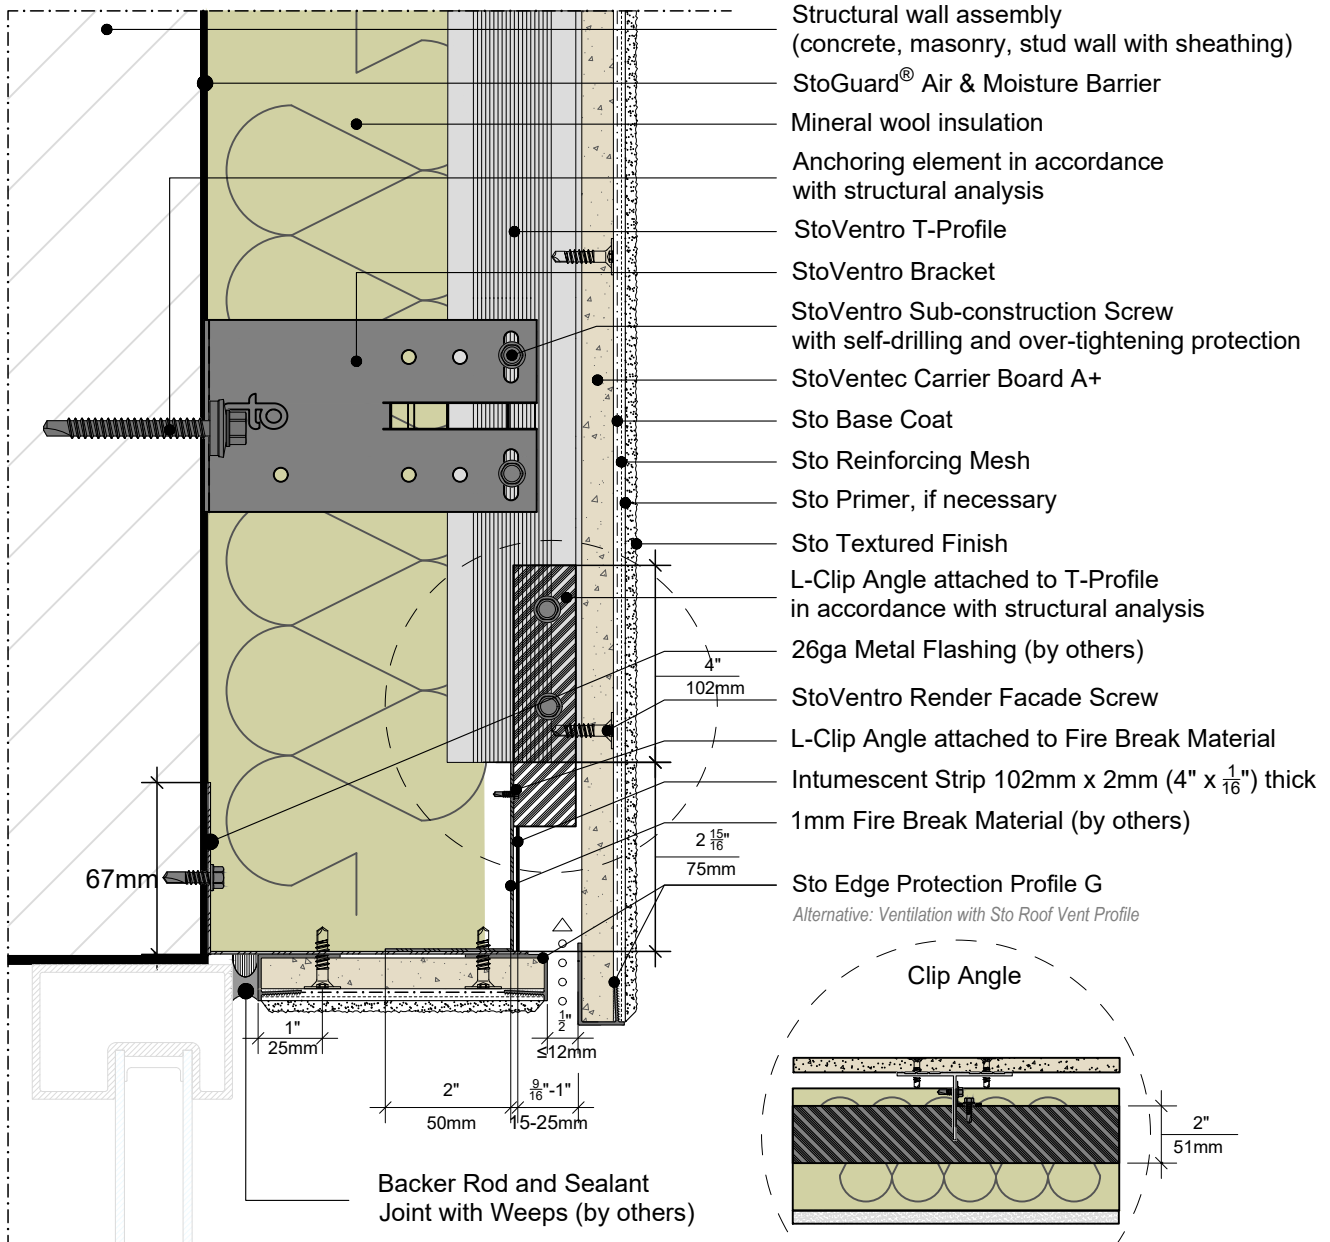 Structural wall assembly
(concrete, masonry, stud wall with sheathing)
StoGuard® Air & Moisture Barrier
Mineral wool insulation
Anchoring element in accordance
with structural analysis
StoVentro T-Profile
StoVentro Bracket
StoVentro Sub-construction Screw
with self-drilling and over-tightening protection
StoVentec Carrier Board A+
Sto Base Coat
Sto Reinforcing Mesh
Sto Primer, if necessary
Sto Textured Finish
L-Clip Angle attached to T-Profile
in accordance with structural analysis
26ga Metal Flashing (by others)
4"
102mm
StoVentro Render Facade Screw
L-Clip Angle attached to Fire Break Material
Intumescent Strip 102mm x 2mm (4" x 1/16") thick
1mm Fire Break Material (by others)
2 15/16"
75mm
67mm
Sto Edge Protection Profile G
Alternative: Ventilation with Sto Roof Vent Profile
Clip Angle
1"
25mm
1/2"
≤12mm
2"
50mm
9/16"-1"
15-25mm
2"
51mm
Backer Rod and Sealant
Joint with Weeps (by others)